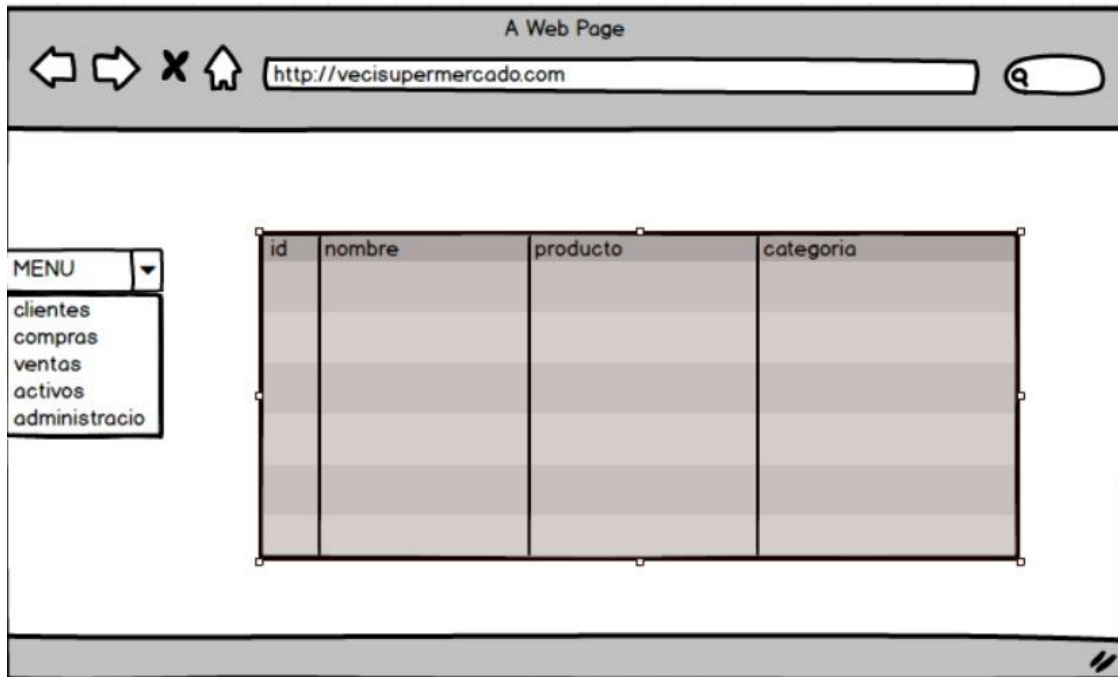 A Web Page
http://vecisupermercado.com
id nombre producto categoria
MENU
clientes
compras
ventas
activos
administracio